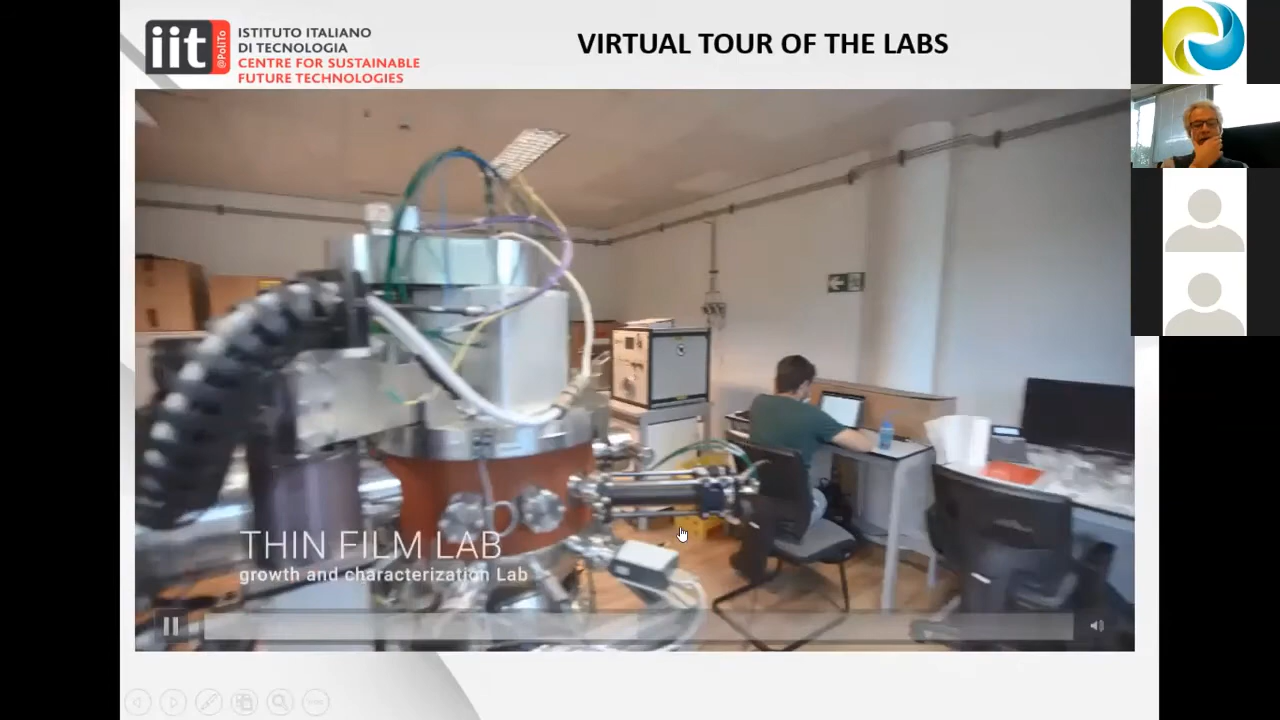 iit
@PoliTo
ISTITUTO ITALIANO
DI TECNOLOGIA
CENTRE FOR SUSTAINABLE
FUTURE TECHNOLOGIES
VIRTUAL TOUR OF THE LABS
THIN FILM LAB
growth and characterization Lab